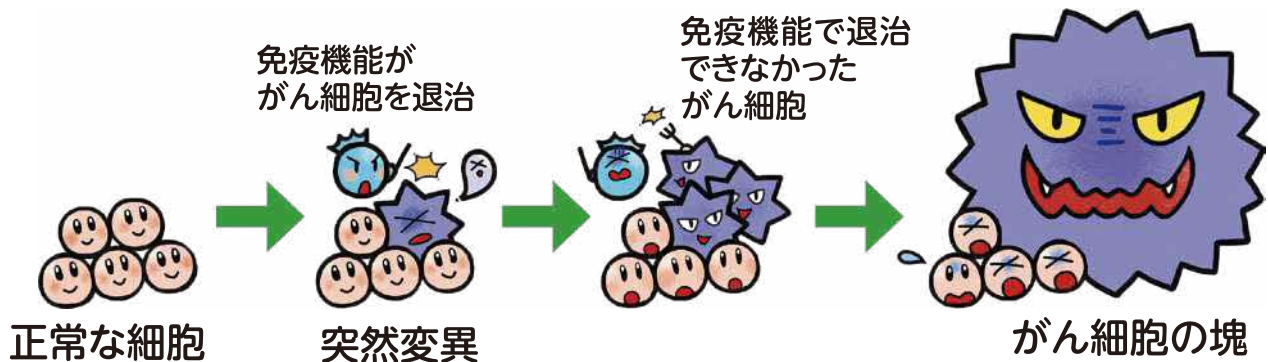 免疫機能が
がん細胞を退治
免疫機能で退治
できなかった
がん細胞
正常な細胞
突然変異
がん細胞の塊